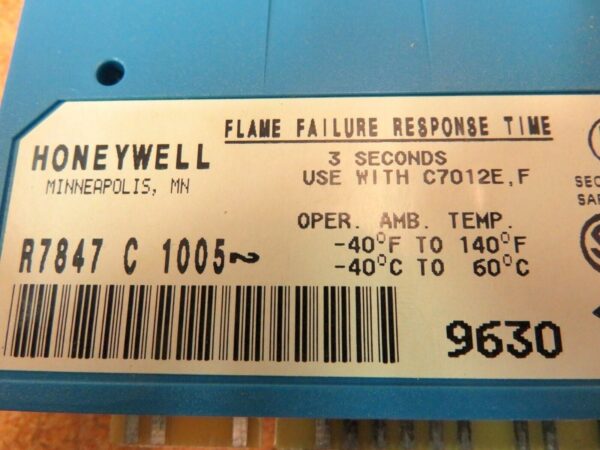 FLAME FAILURE RESPONSE TIME
HONEYWELL
MINNEAPOLIS, MN
3 SECONDS
USE WITH C7012E,F
OPER. AMB. TEMP.
-40°F TO 140°F
-40°C TO 60°C
R7847 C 1005~
9630